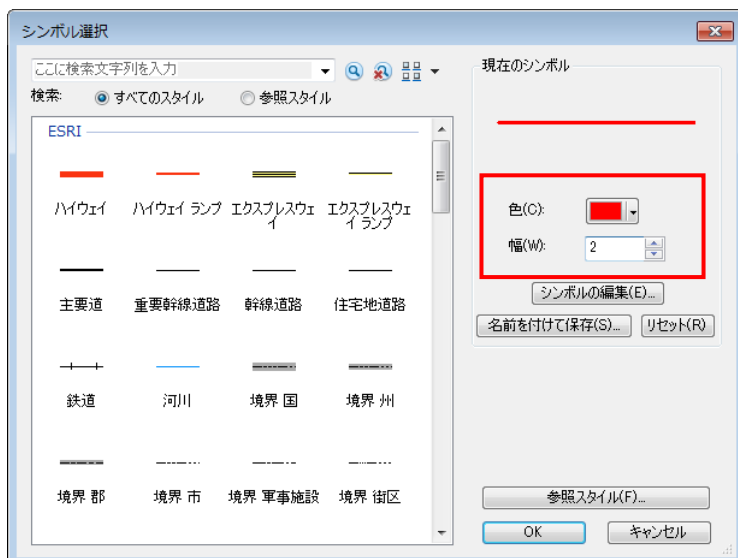 シンボル選択
ここに検索文字列を入力
検索: すべてのスタイル 参照スタイル
ESRI
ハイウェイ ハイウェイ ランプ エクスプレスウェイ エクスプレスウェイ ランプ
主要道 重要幹線道路 幹線道路 住宅地道路
鉄道 河川 境界 国 境界 州
境界 郡 境界 市 境界 軍事施設 境界 街区
現在のシンボル
色(C):
幅(W): 2
シンボルの編集(E)...
名前を付けて保存(S)... リセット(R)
参照スタイル(F)...
OK キャンセル